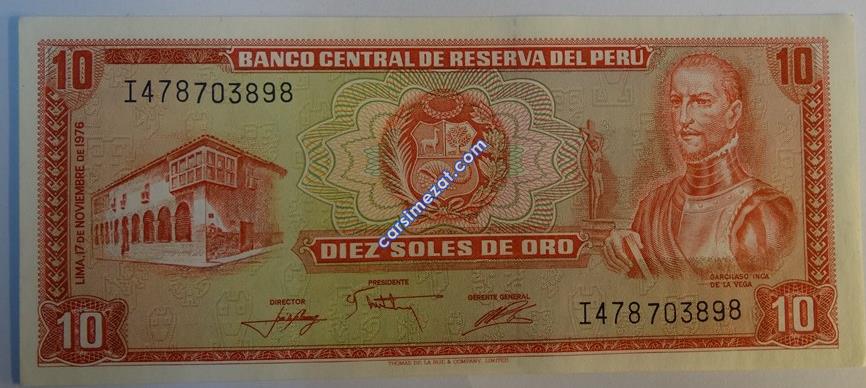 10
BANCO CENTRAL DE RESERVA DEL PERÚ
10
I478703898
LIMA, 17 DE NOVIEMBRE DE 1976
carsimezat.com
DIEZ SOLES DE ORO
GARCILASO INCA
DE LA VEGA
DIRECTOR
PRESIDENTE
GERENTE GENERAL
I478703898
10
10
THOMAS DE LA RUE & COMPANY, LIMITED